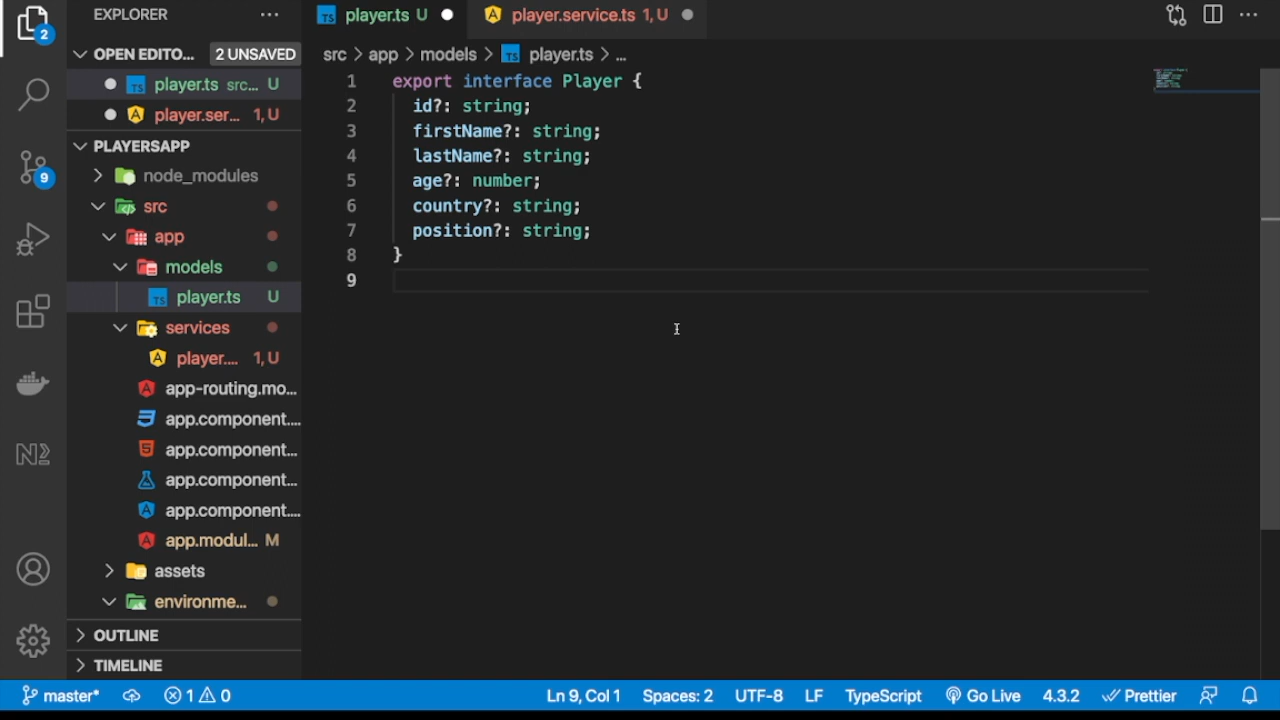 EXPLORER
OPEN EDITO... 2 UNSAVED
player.ts src... U
player.ser... 1, U
PLAYERSAPP
node_modules
src
app
models
player.ts U
services
player.... 1, U
app-routing.mo...
app.component....
app.component...
app.component...
app.component....
app.modul... M
assets
environme...
OUTLINE
TIMELINE
2
9
player.ts U
player.service.ts 1, U
src > app > models > player.ts > ...
1 export interface Player {
2 id?: string;
3 firstName?: string;
4 lastName?: string;
5 age?: number;
6 country?: string;
7 position?: string;
8 }
9
master* 1 0 Ln 9, Col 1 Spaces: 2 UTF-8 LF TypeScript Go Live 4.3.2 Prettier